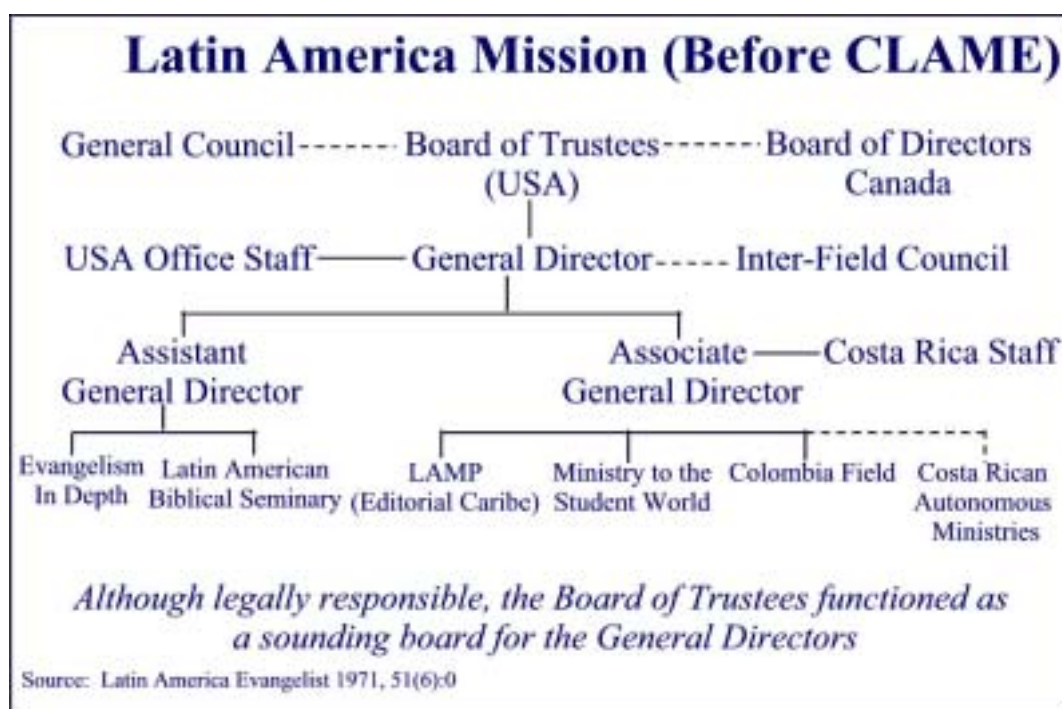 Latin America Mission (Before CLAME)
General Council Board of Trustees Board of Directors
(USA) Canada
USA Office Staff General Director Inter-Field Council
Assistant Associate Costa Rica Staff
General Director General Director
Evangelism Latin American LAMP Ministry to the Colombia Field Costa Rican
In Depth Biblical Seminary (Editorial Caribe) Student World Autonomous
Ministries
Although legally responsible, the Board of Trustees functioned as
a sounding board for the General Directors
Source: Latin America Evangelist 1971, 51(6):0